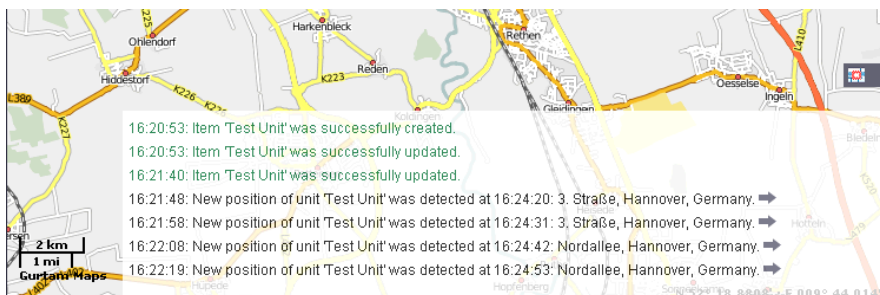 Ohlendorf
Harkenbleck
Rethen
L410
Reden
Hiddestorf
K223
Oesselse
Ingeln
L389
K226
K227
Koldingen
Gleidingen
16:20:53: Item 'Test Unit' was successfully created.
16:20:53: Item 'Test Unit' was successfully updated.
16:21:40: Item 'Test Unit' was successfully updated.
16:21:48: New position of unit 'Test Unit' was detected at 16:24:20: 3. Straße, Hannover, Germany.
16:21:58: New position of unit 'Test Unit' was detected at 16:24:31: 3. Straße, Hannover, Germany.
16:22:08: New position of unit 'Test Unit' was detected at 16:24:42: Nordallee, Hannover, Germany.
16:22:19: New position of unit 'Test Unit' was detected at 16:24:53: Nordallee, Hannover, Germany.
2 km
1 mi
Gurtam Maps
Hüpede
Hopfenberg
Hotteln